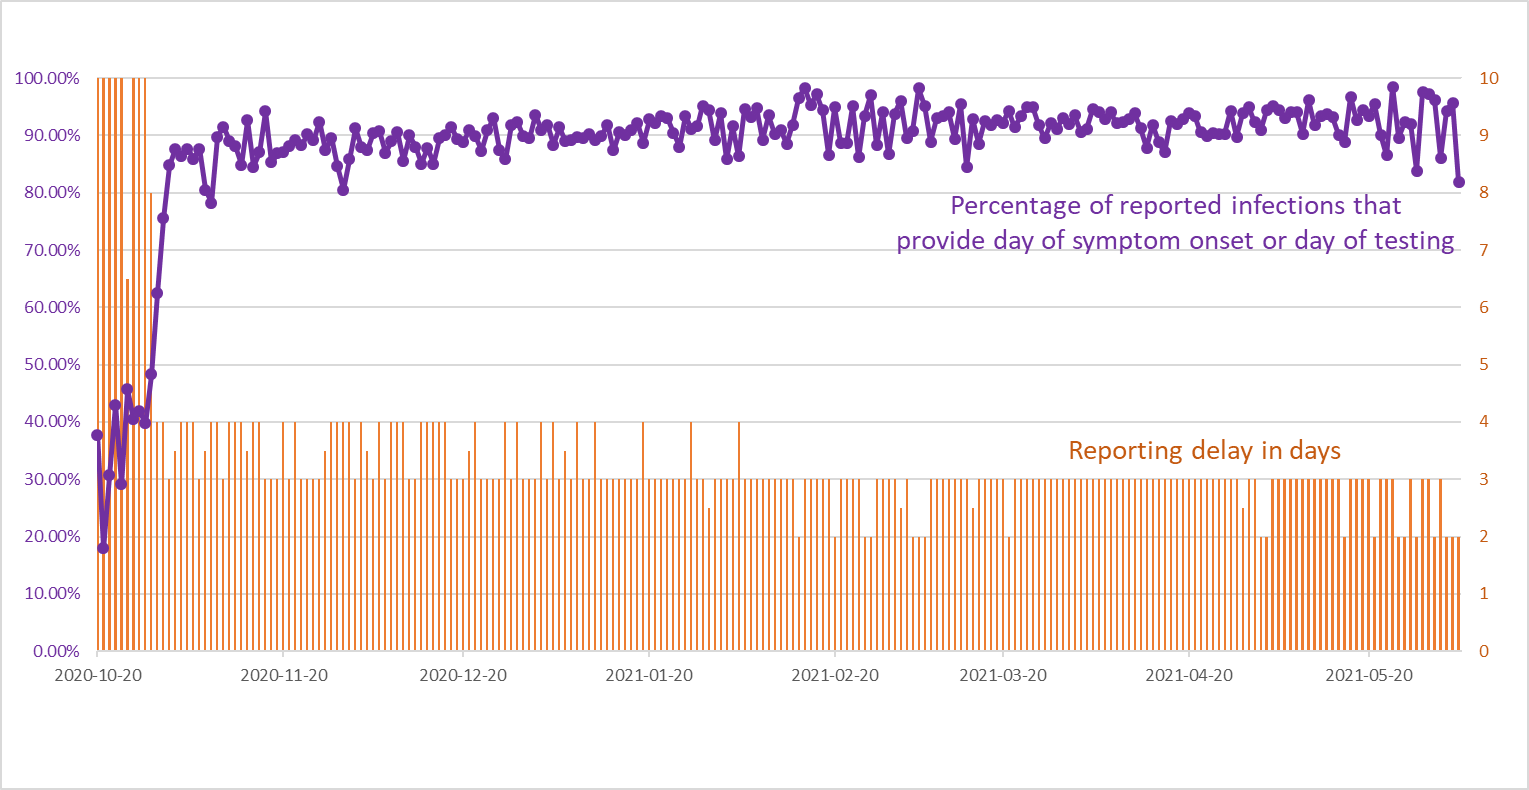 100.00% 10
90.00% 9
80.00% 8
Percentage of reported infections that
provide day of symptom onset or day of testing
70.00% 7
60.00% 6
50.00% 5
40.00% 4
Reporting delay in days
30.00% 3
20.00% 2
10.00% 1
0.00% 0
2020-10-20 2020-11-20 2020-12-20 2021-01-20 2021-02-20 2021-03-20 2021-04-20 2021-05-20